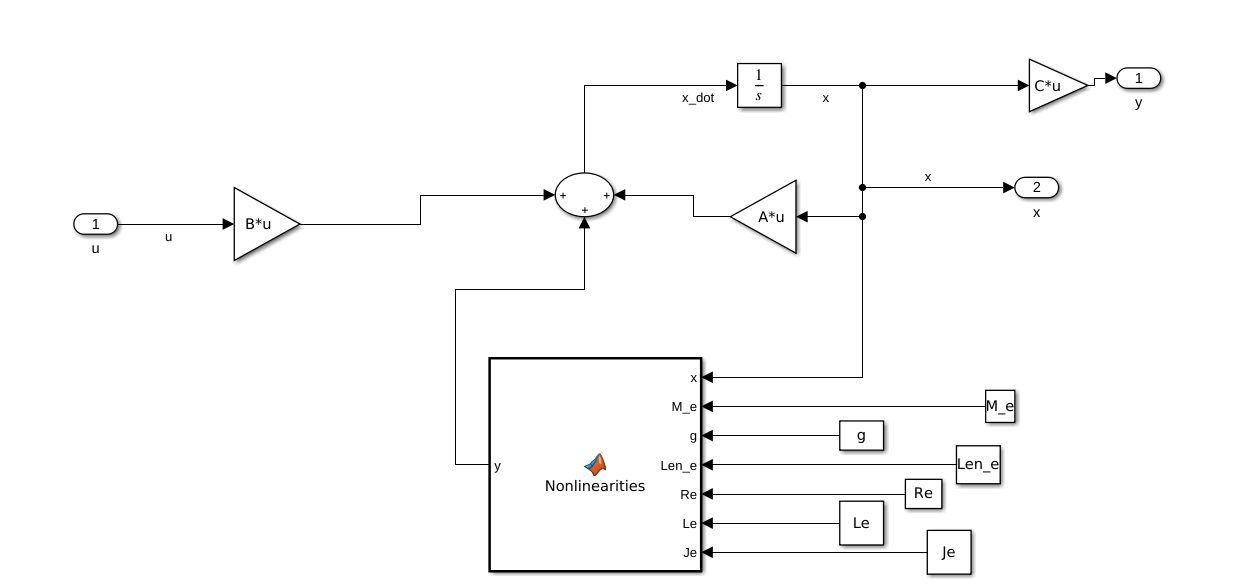 1
s
x_dot
x
C*u
1
y
x
2
x
+
+
+
A*u
1
u
u
B*u
x
M_e
M_e
g
g
Len_e
Len_e
y
Nonlinearities
Re
Re
Le
Le
Je
Je